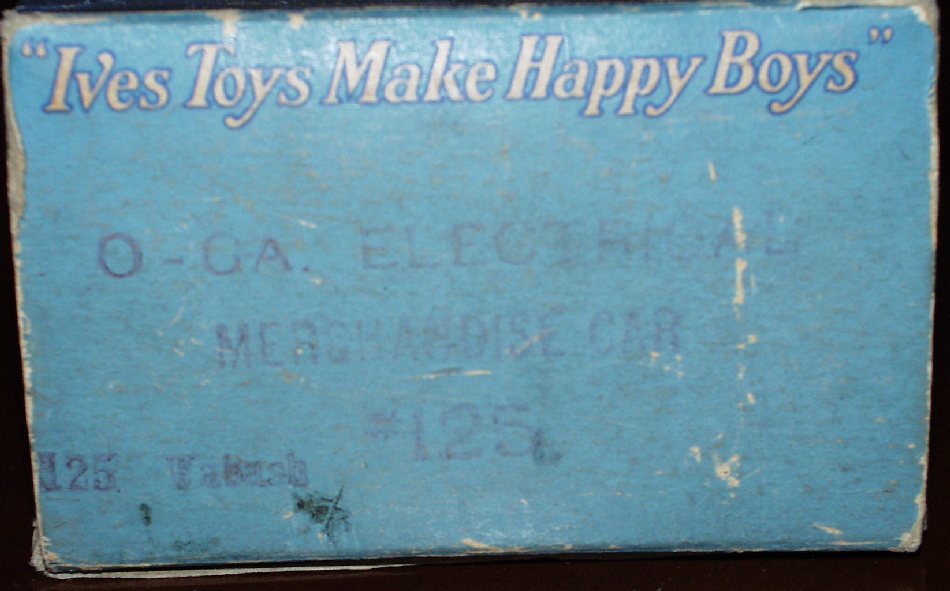 "Ives Toys Make Happy Boys"
O-GA. ELECTRICAL
MERCHANDISE CAR
#125
125 Wabash